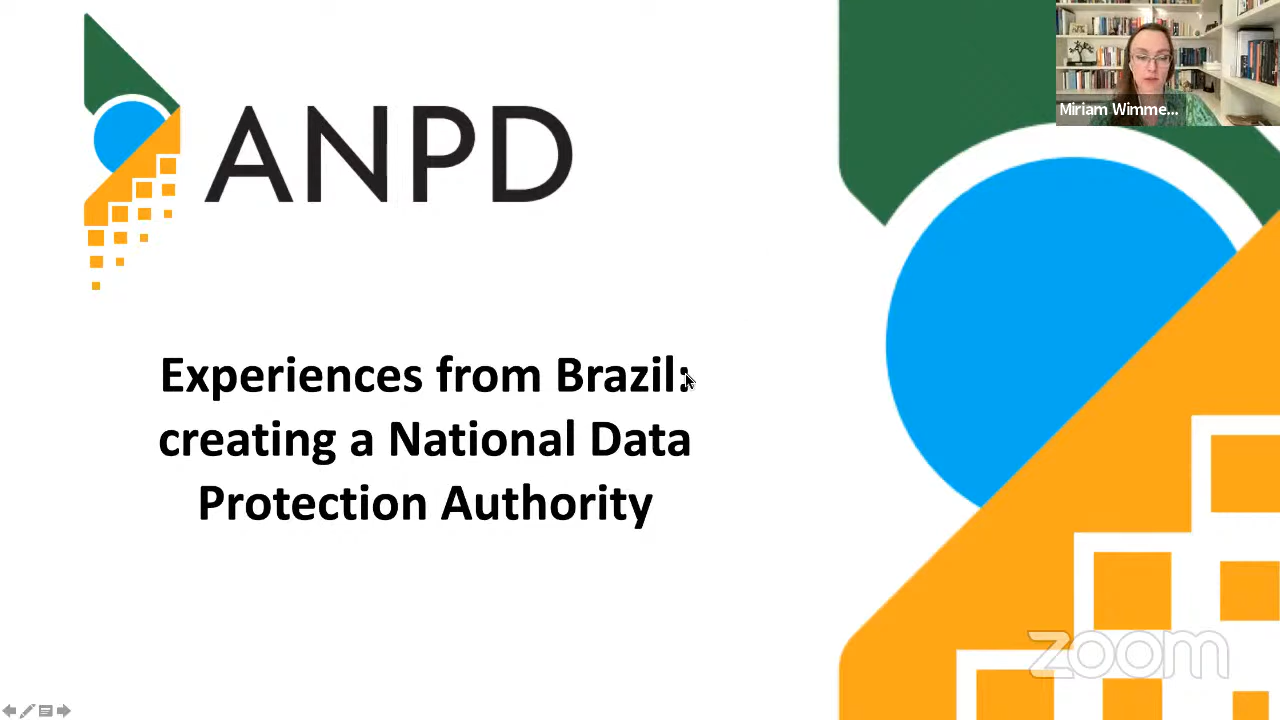 ANPD
Miriam Wimme...
Experiences from Brazil:
creating a National Data
Protection Authority
zoom